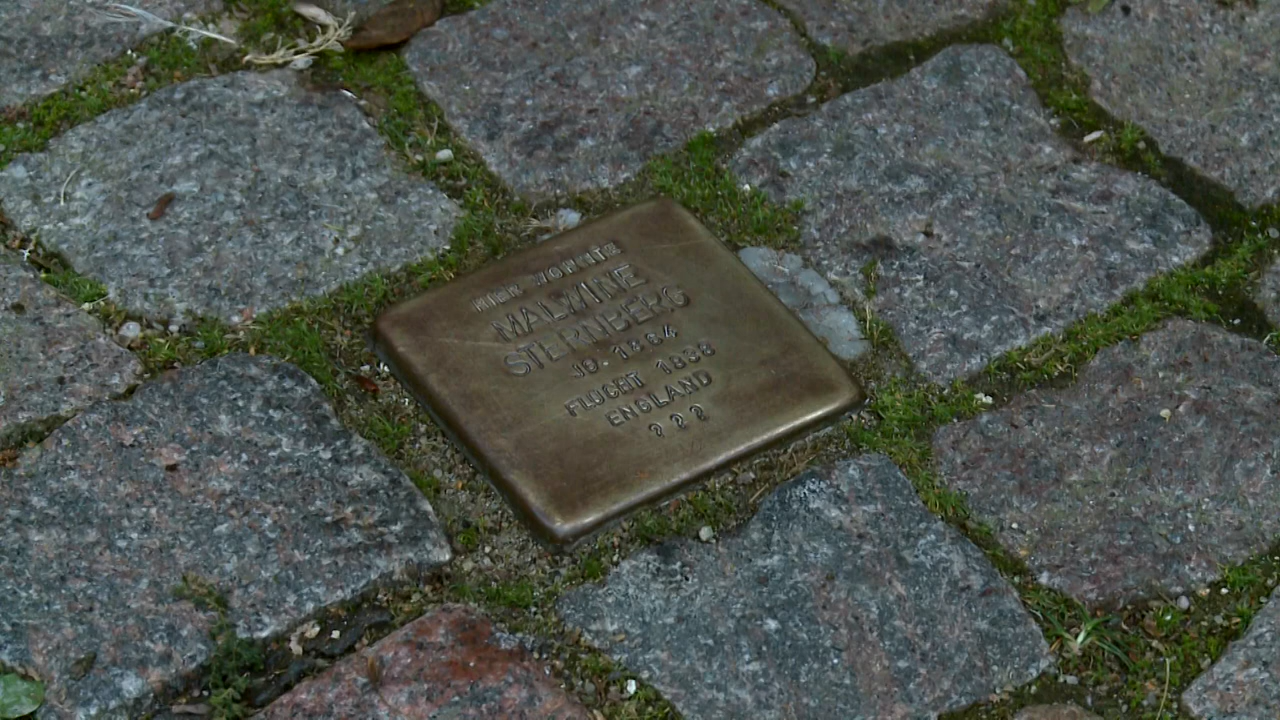 HIER WOHNTE
MALWINE
STERNBERG
JG. 1864
FLUCHT 1938
ENGLAND
? ? ?